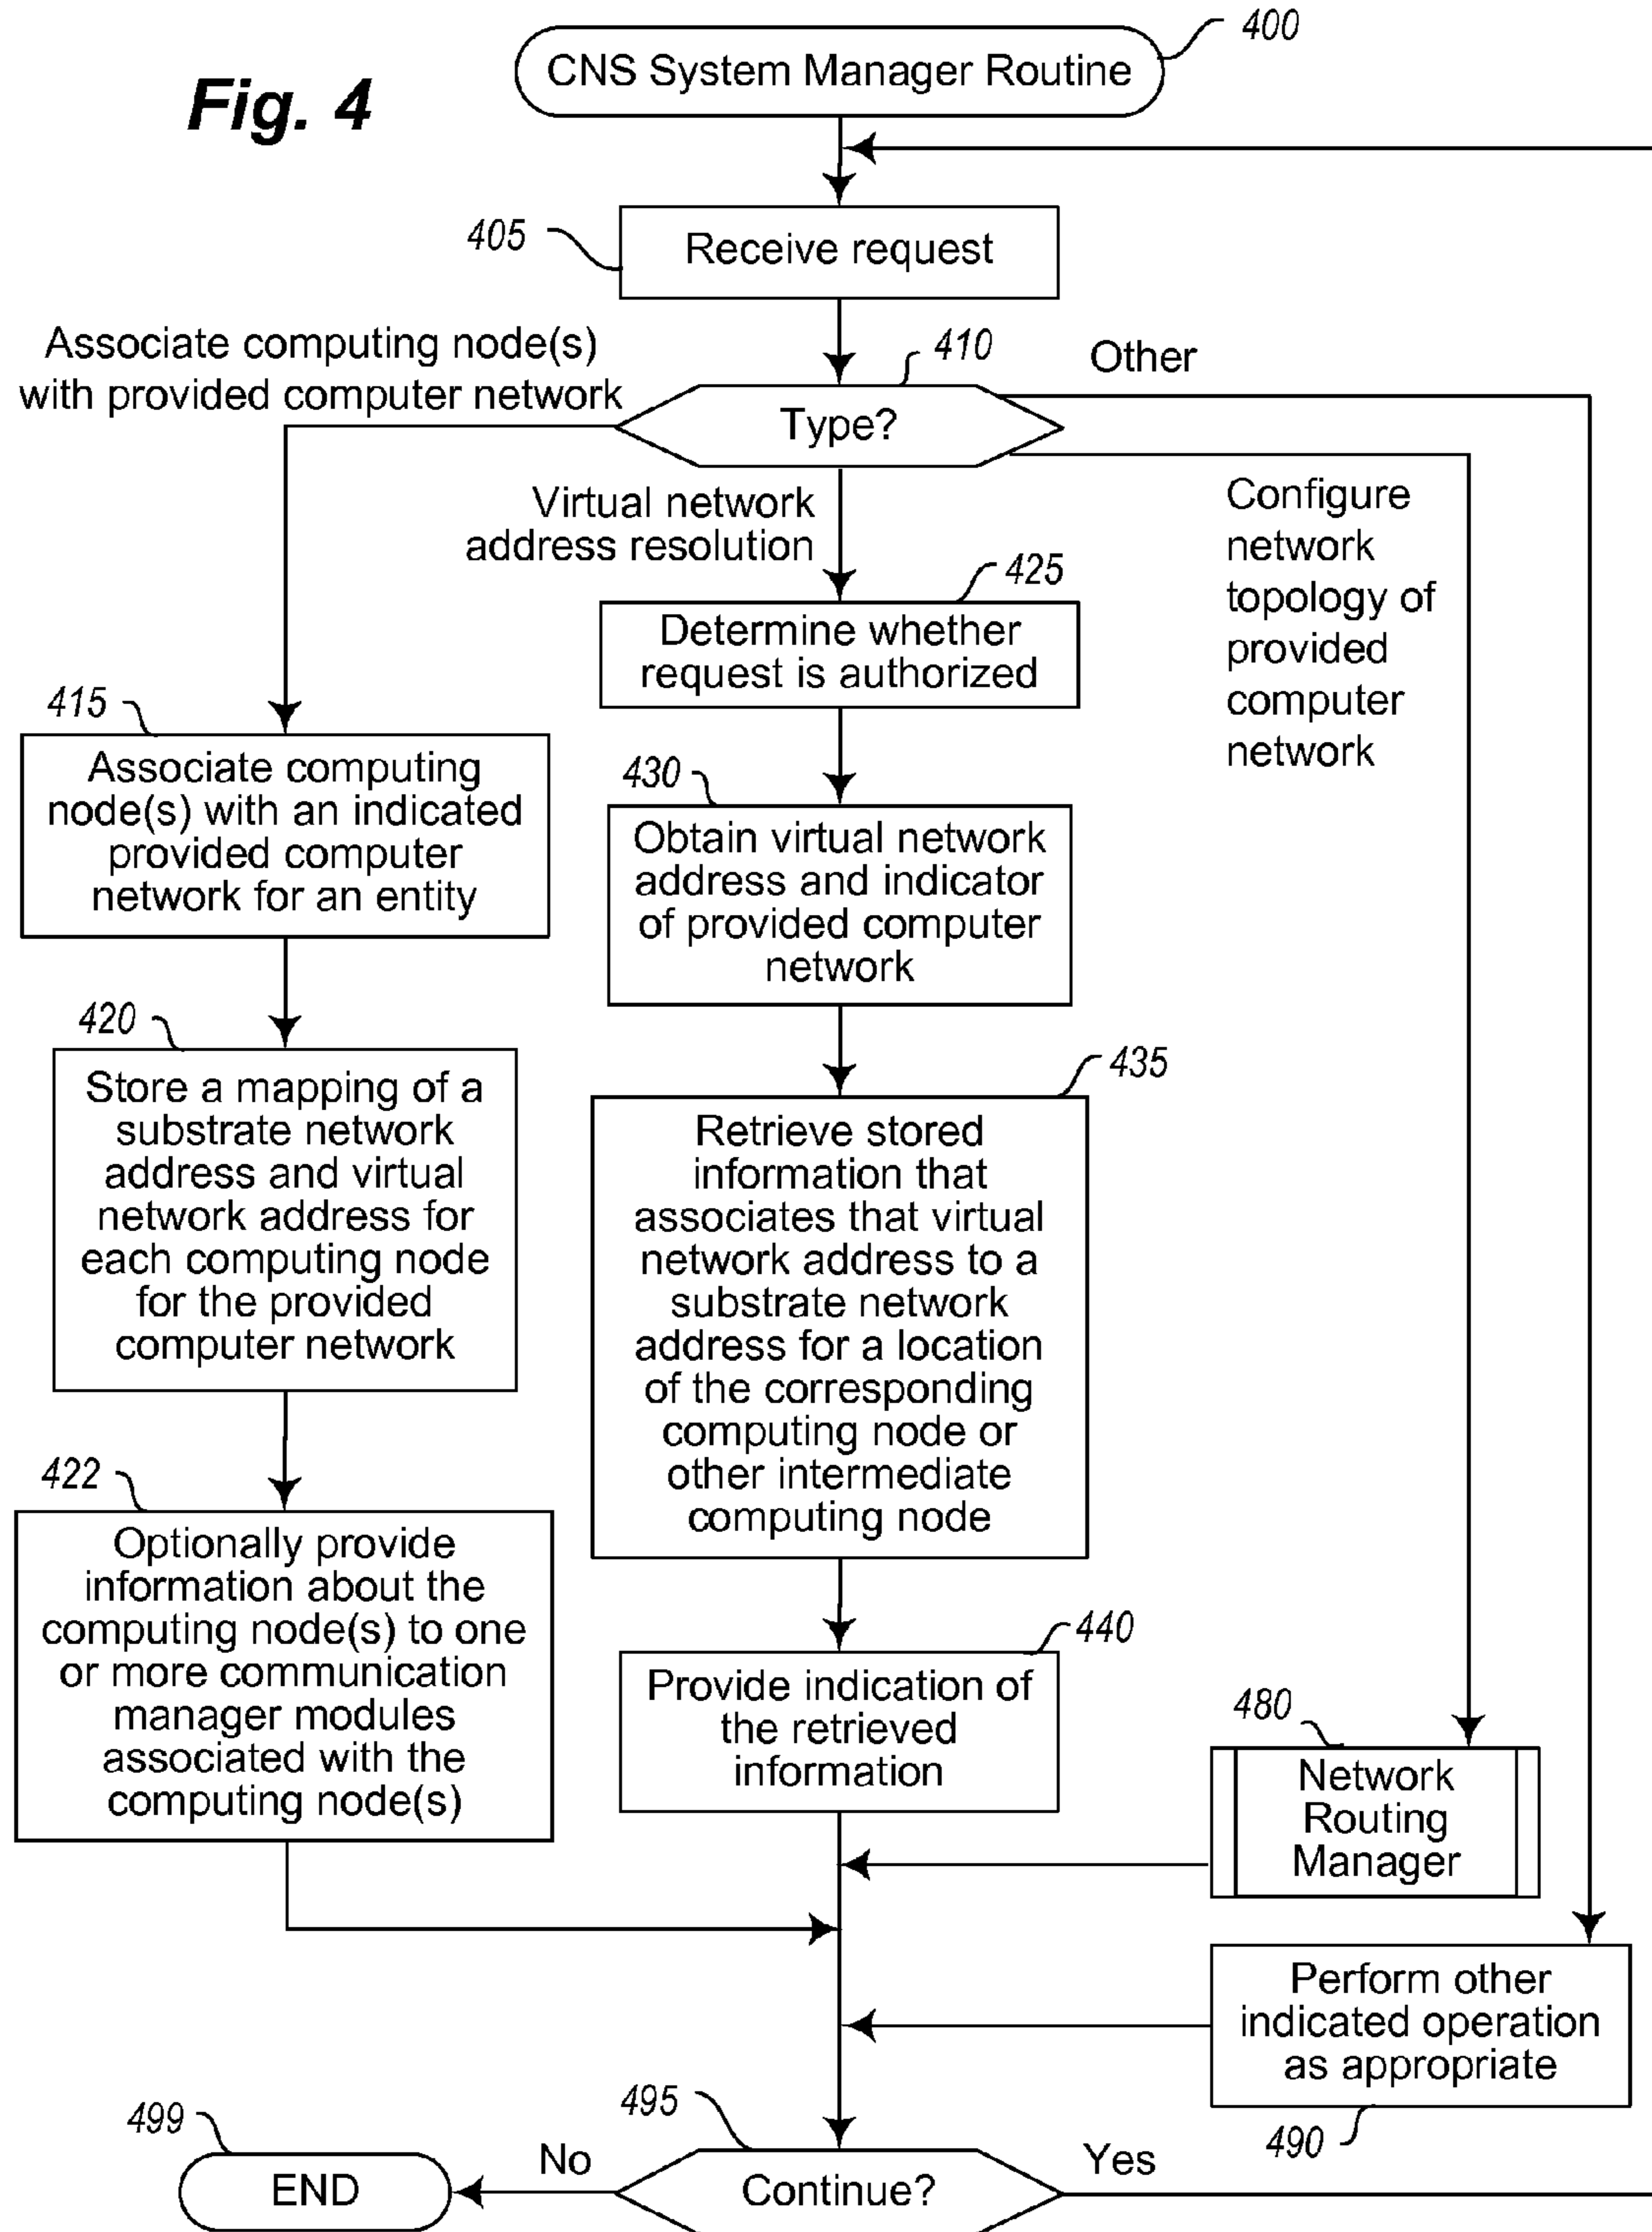 Fig. 4
CNS System Manager Routine
400
405
Receive request
Associate computing node(s)
with provided computer network
410
Type?
Other
Virtual network
address resolution
Configure
network
topology of
provided
computer
network
425
Determine whether
request is authorized
415
Associate computing
node(s) with an indicated
provided computer
network for an entity
430
Obtain virtual network
address and indicator
of provided computer
network
420
Store a mapping of a
substrate network
address and virtual
network address for
each computing node
for the provided
computer network
435
Retrieve stored
information that
associates that virtual
network address to a
substrate network
address for a location
of the corresponding
computing node or
other intermediate
computing node
422
Optionally provide
information about the
computing node(s) to one
or more communication
manager modules
associated with the
computing node(s)
440
Provide indication of
the retrieved
information
480
Network
Routing
Manager
Perform other
indicated operation
as appropriate
490
495
Continue?
Yes
No
499
END